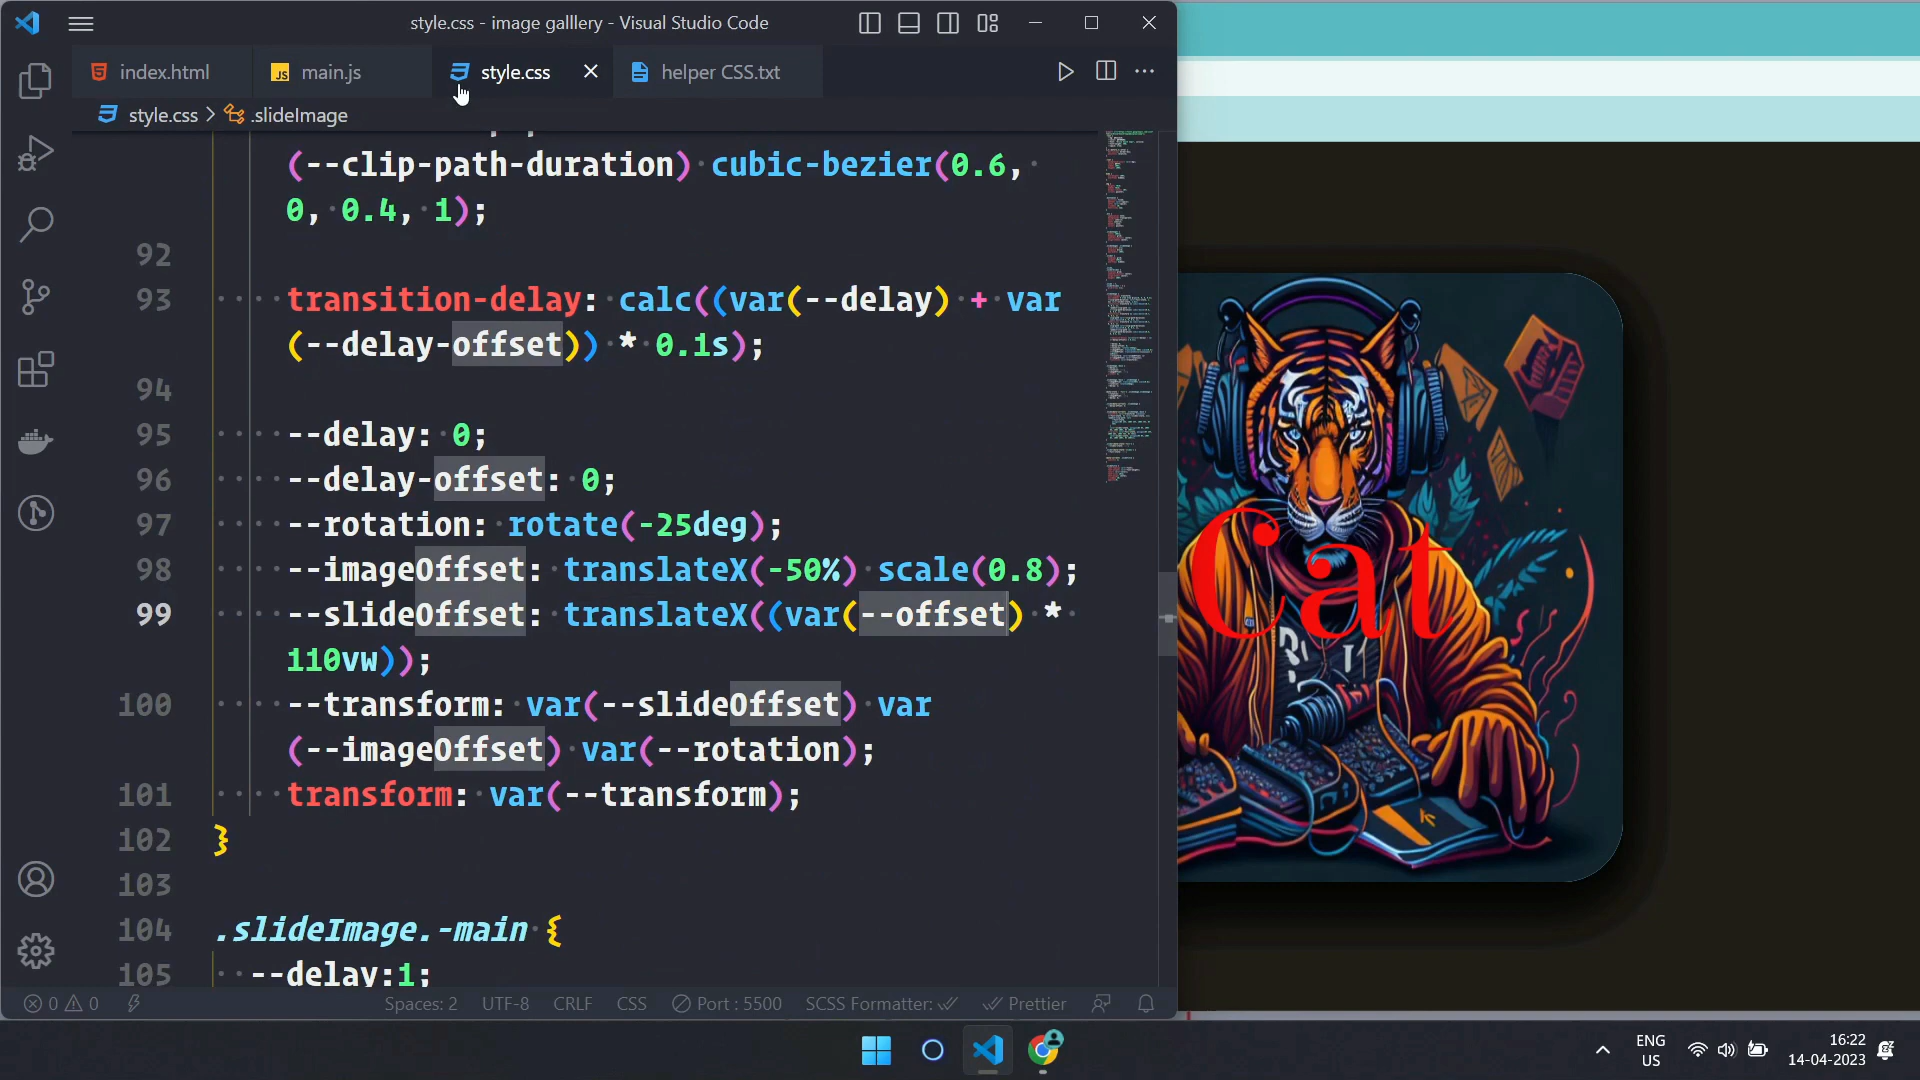 style.css - image galllery - Visual Studio Code
index.html
JS main.js
style.css
helper CSS.txt
style.css > .slideImage
(--clip-path-duration) cubic-bezier(0.6,
0, 0.4, 1);
92
93 transition-delay: calc((var(--delay) + var
(--delay-offset)) * 0.1s);
94
95 --delay: 0;
96 --delay-offset: 0;
97 --rotation: rotate(-25deg);
98 --imageOffset: translateX(-50%) scale(0.8);
99 --slideOffset: translateX((var(--offset) *
110vw));
100 --transform: var(--slideOffset) var
(--imageOffset) var(--rotation);
101 transform: var(--transform);
102 }
103
104 .slideImage.-main {
105 --delay:1;
Cat
0 0 Spaces: 2 UTF-8 CRLF CSS Port : 5500 SCSS Formatter: Prettier
ENG
US
16:22
14-04-2023